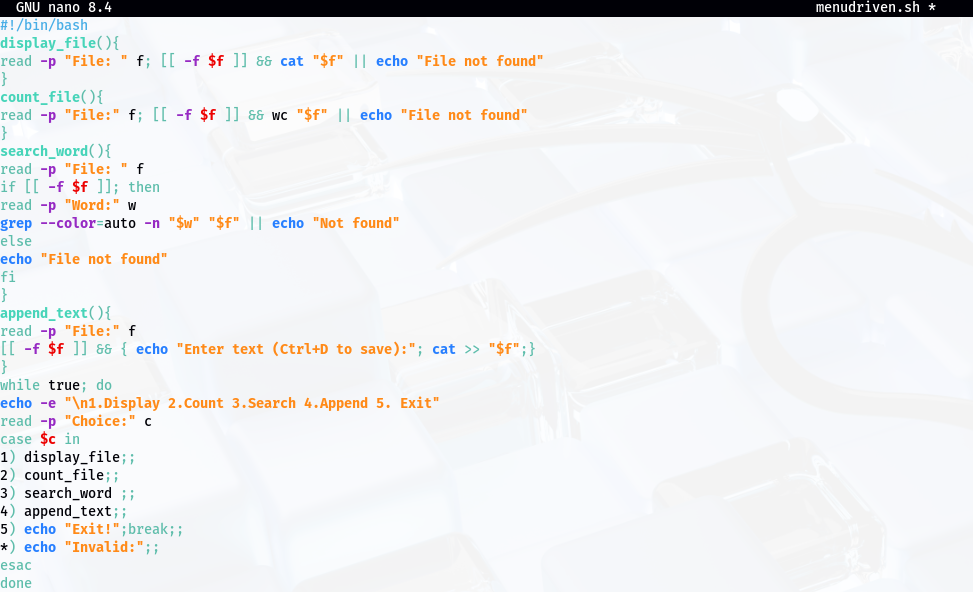 GNU nano 8.4 menudriven.sh *
#!/bin/bash
display_file(){
read -p "File: " f; [[ -f $f ]] && cat "$f" || echo "File not found"
}
count_file(){
read -p "File:" f; [[ -f $f ]] && wc "$f" || echo "File not found"
}
search_word(){
read -p "File: " f
if [[ -f $f ]]; then
read -p "Word:" w
grep --color=auto -n "$w" "$f" || echo "Not found"
else
echo "File not found"
fi
}
append_text(){
read -p "File:" f
[[ -f $f ]] && { echo "Enter text (Ctrl+D to save):"; cat >> "$f";}
}
while true; do
echo -e "\n1.Display 2.Count 3.Search 4.Append 5. Exit"
read -p "Choice:" c
case $c in
1) display_file;;
2) count_file;;
3) search_word ;;
4) append_text;;
5) echo "Exit!";break;;
*) echo "Invalid:";;
esac
done